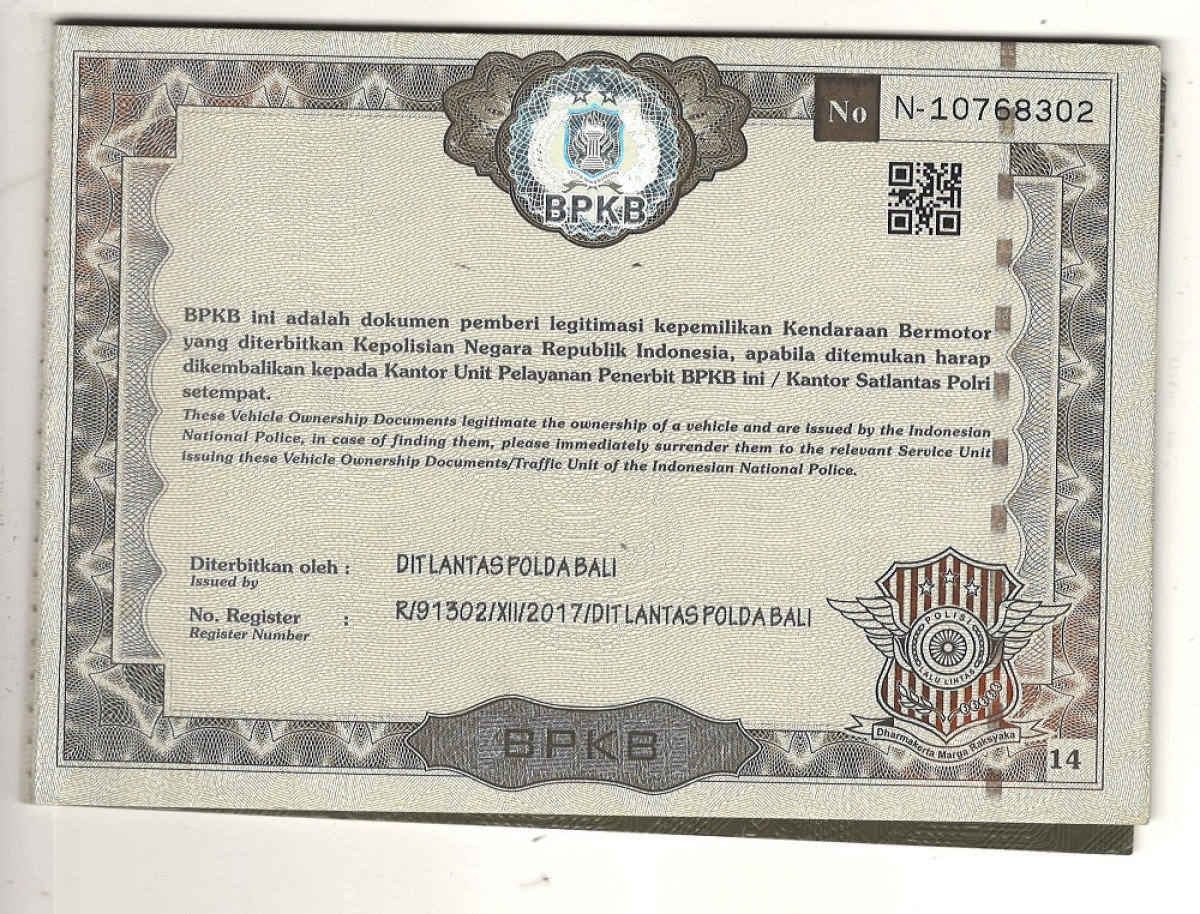 No N-10768302
BPKB
BPKB ini adalah dokumen pemberi legitimasi kepemilikan Kendaraan Bermotor
yang diterbitkan Kepolisian Negara Republik Indonesia, apabila ditemukan harap
dikembalikan kepada Kantor Unit Pelayanan Penerbit BPKB ini / Kantor Satlantas Polri
setempat.
These Vehicle Ownership Documents legitimate the ownership of a vehicle and are issued by the Indonesian
National Police, in case of finding them, please immediately surrender them to the relevant Service Unit
issuing these Vehicle Ownership Documents/Traffic Unit of the Indonesian National Police.
Diterbitkan oleh : DITLANTAS POLDA BALI
Issued by
No. Register : R/91302/XII/2017/DITLANTAS POLDA BALI
Register Number
POLISI
LALU LINTAS
Dharmakerta Marga Raksyaka
BPKB
14